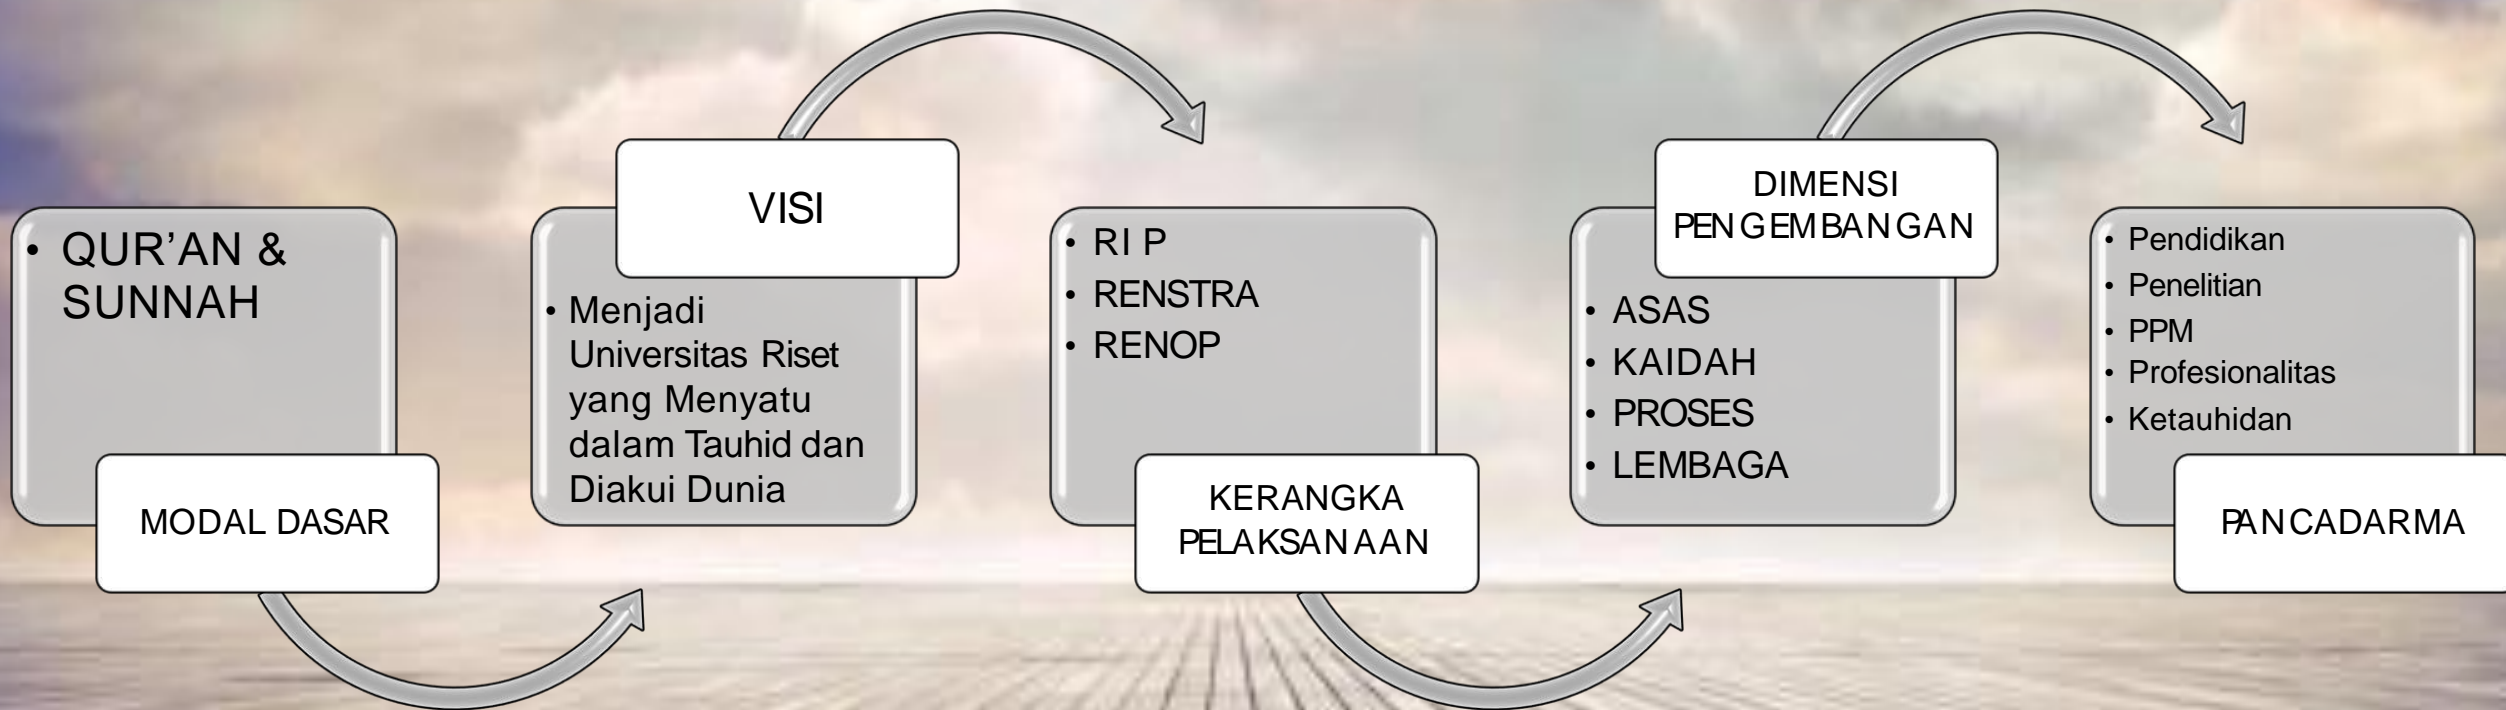 • QUR’AN &
SUNNAH
MODAL DASAR
VISI
• Menjadi
Universitas Riset
yang Menyatu
dalam Tauhid dan
Diakui Dunia
• RI P
• RENSTRA
• RENOP
KERANGKA
PELAKSANAAN
DIMENSI
PENGEMBANGAN
• ASAS
• KAIDAH
• PROSES
• LEMBAGA
• Pendidikan
• Penelitian
• PPM
• Profesionalitas
• Ketauhidan
PANCADARMA